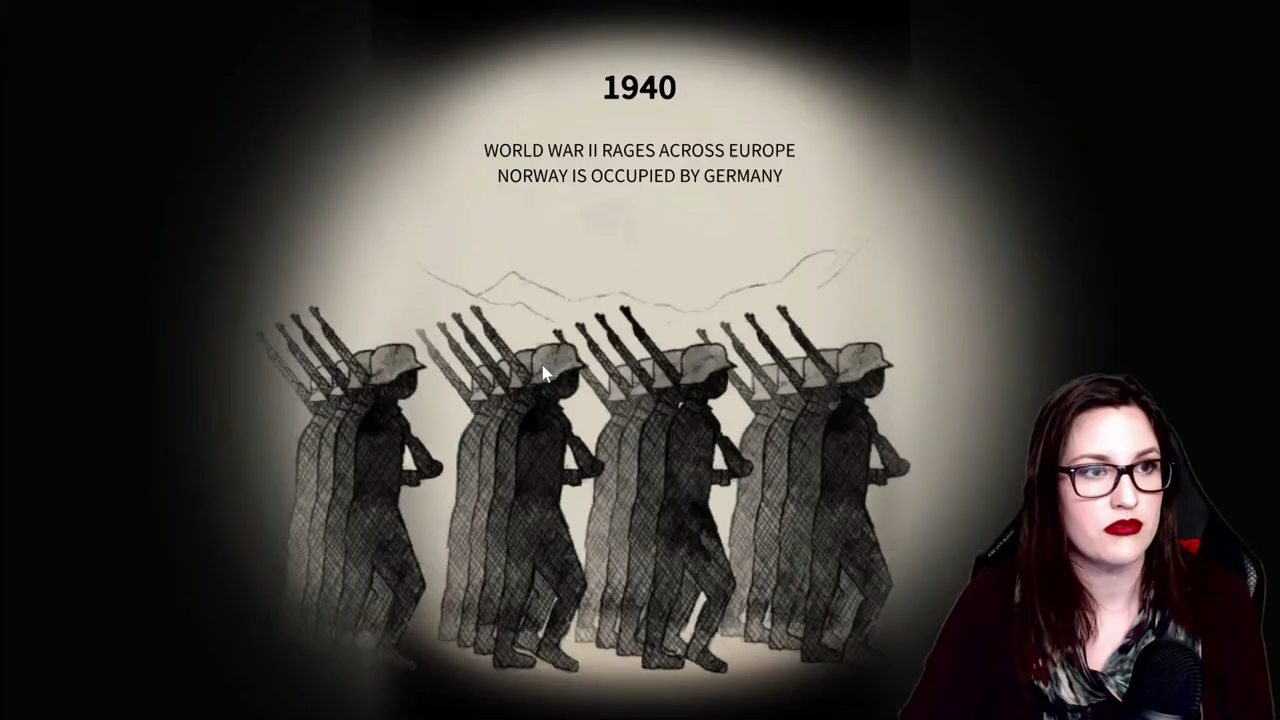 1940
WORLD WAR II RAGES ACROSS EUROPE
NORWAY IS OCCUPIED BY GERMANY